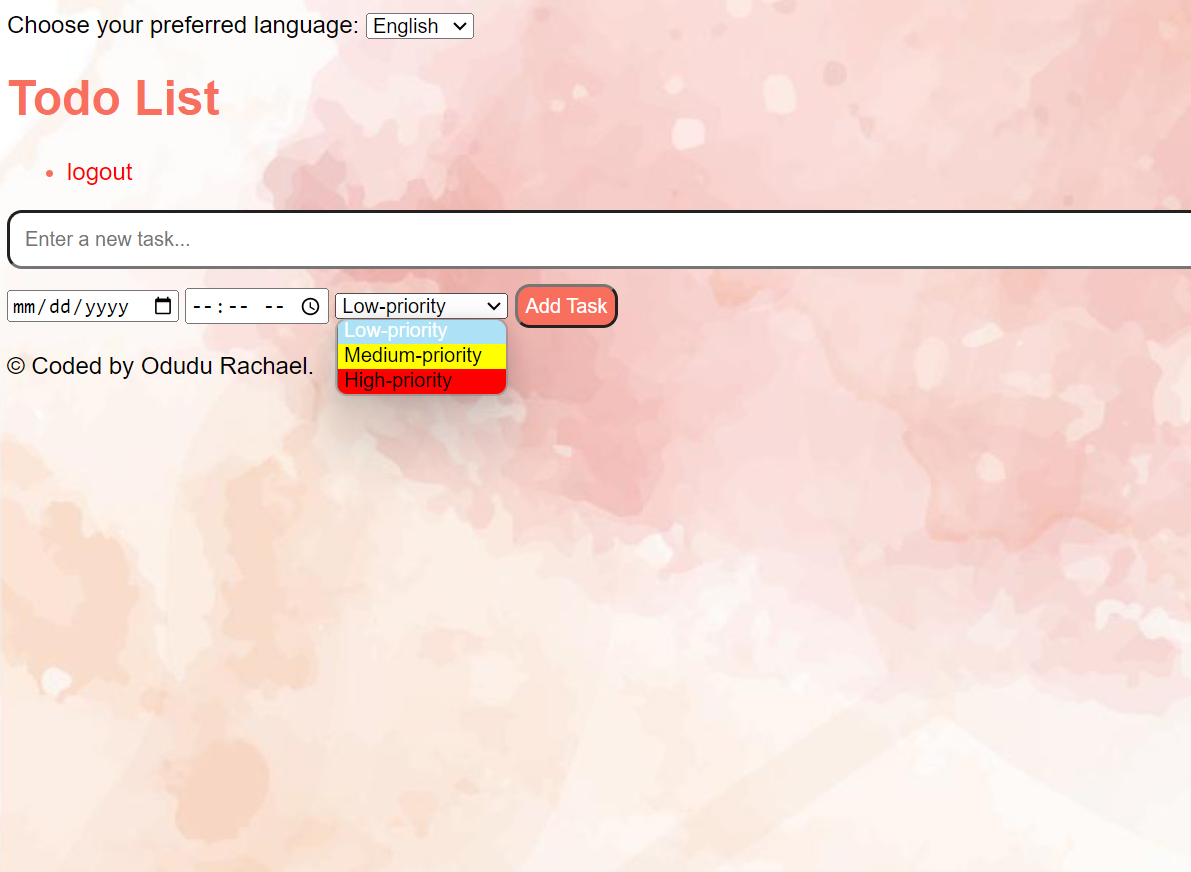 Choose your preferred language: English
Todo List
logout
Enter a new task...
mm/dd/yyyy --:-- -- Low-priority Add Task
Low-priority
Medium-priority
High-priority
© Coded by Odudu Rachael.